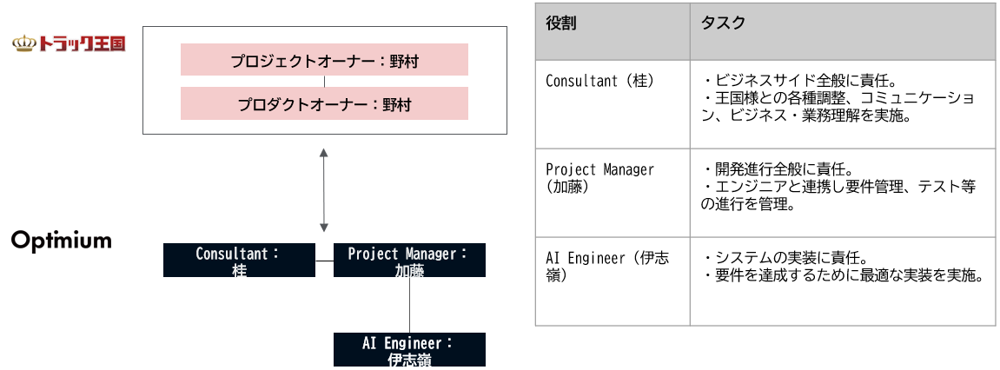 トラック王国
プロジェクトオーナー：野村
プロダクトオーナー：野村
Optmium
Consultant：
桂
Project Manager：
加藤
AI Engineer：
伊志嶺
役割
タスク
Consultant（桂）
・ビジネスサイド全般に責任。
・王国様との各種調整、コミュニケーショ
ン、ビジネス・業務理解を実施。
Project Manager
（加藤）
・開発進行全般に責任。
・エンジニアと連携し要件管理、テスト等
の進行を管理。
AI Engineer（伊志
嶺）
・システムの実装に責任。
・要件を達成するために最適な実装を実施。